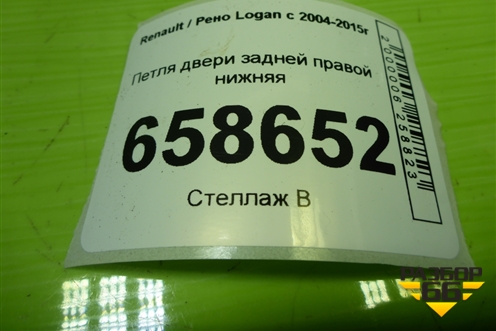 Renault / Рено Logan с 2004-2015г
Петля двери задней правой
нижняя
658652
Стеллаж В
2000006258823
РАЗБОР
66